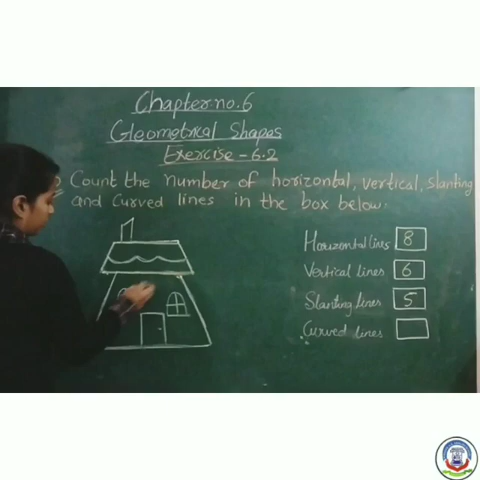 Chapter no. 6
Geometrical Shapes
Exercise - 6.2
Count the number of horizontal, vertical, slanting
and curved lines in the box below.
Horizontal lines 8
Vertical lines 6
Slanting lines 5
Curved lines